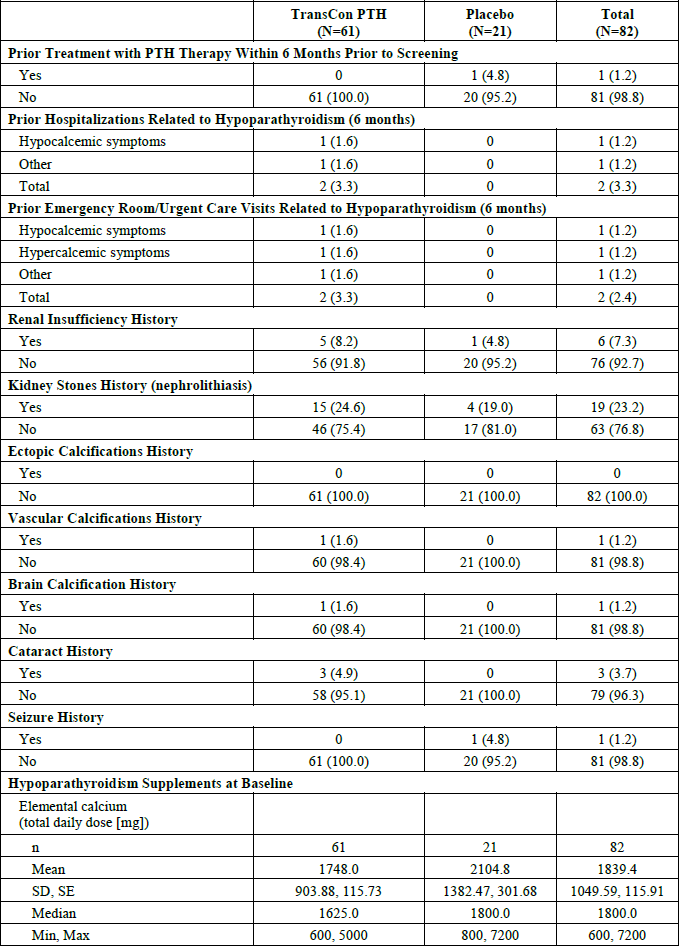 TransCon PTH Placebo Total
(N=61) (N=21) (N=82)
Prior Treatment with PTH Therapy Within 6 Months Prior to Screening
Yes 0 1 (4.8) 1 (1.2)
No 61 (100.0) 20 (95.2) 81 (98.8)
Prior Hospitalizations Related to Hypoparathyroidism (6 months)
Hypocalcemic symptoms 1 (1.6) 0 1 (1.2)
Other 1 (1.6) 0 1 (1.2)
Total 2 (3.3) 0 2 (3.3)
Prior Emergency Room/Urgent Care Visits Related to Hypoparathyroidism (6 months)
Hypocalcemic symptoms 1 (1.6) 0 1 (1.2)
Hypercalcemic symptoms 1 (1.6) 0 1 (1.2)
Other 1 (1.6) 0 1 (1.2)
Total 2 (3.3) 0 2 (2.4)
Renal Insufficiency History
Yes 5 (8.2) 1 (4.8) 6 (7.3)
No 56 (91.8) 20 (95.2) 76 (92.7)
Kidney Stones History (nephrolithiasis)
Yes 15 (24.6) 4 (19.0) 19 (23.2)
No 46 (75.4) 17 (81.0) 63 (76.8)
Ectopic Calcifications History
Yes 0 0 0
No 61 (100.0) 21 (100.0) 82 (100.0)
Vascular Calcifications History
Yes 1 (1.6) 0 1 (1.2)
No 60 (98.4) 21 (100.0) 81 (98.8)
Brain Calcification History
Yes 1 (1.6) 0 1 (1.2)
No 60 (98.4) 21 (100.0) 81 (98.8)
Cataract History
Yes 3 (4.9) 0 3 (3.7)
No 58 (95.1) 21 (100.0) 79 (96.3)
Seizure History
Yes 0 1 (4.8) 1 (1.2)
No 61 (100.0) 20 (95.2) 81 (98.8)
Hypoparathyroidism Supplements at Baseline
Elemental calcium
(total daily dose [mg])
n 61 21 82
Mean 1748.0 2104.8 1839.4
SD, SE 903.88, 115.73 1382.47, 301.68 1049.59, 115.91
Median 1625.0 1800.0 1800.0
Min, Max 600, 5000 800, 7200 600, 7200